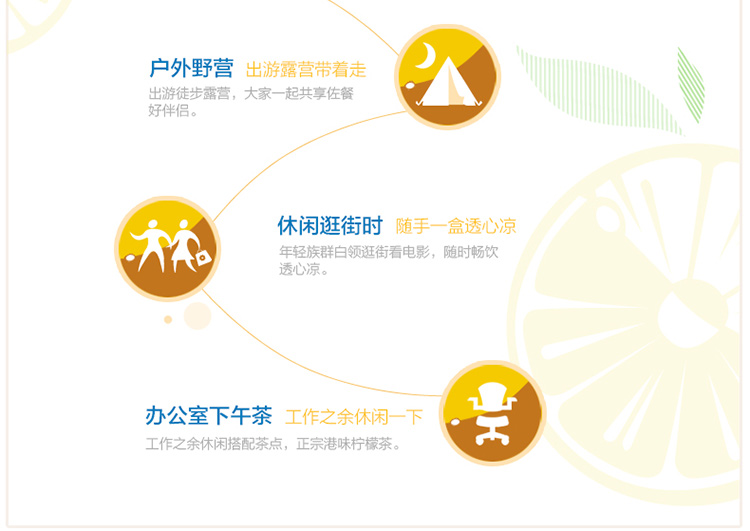 户外野营 出游露营带着走
出游徒步露营，大家一起共享佐餐
好伴侣。
休闲逛街时 随手一盒透心凉
年轻族群白领逛街看电影，随时畅饮
透心凉。
办公室下午茶 工作之余休闲一下
工作之余休闲搭配茶点，正宗港味柠檬茶。